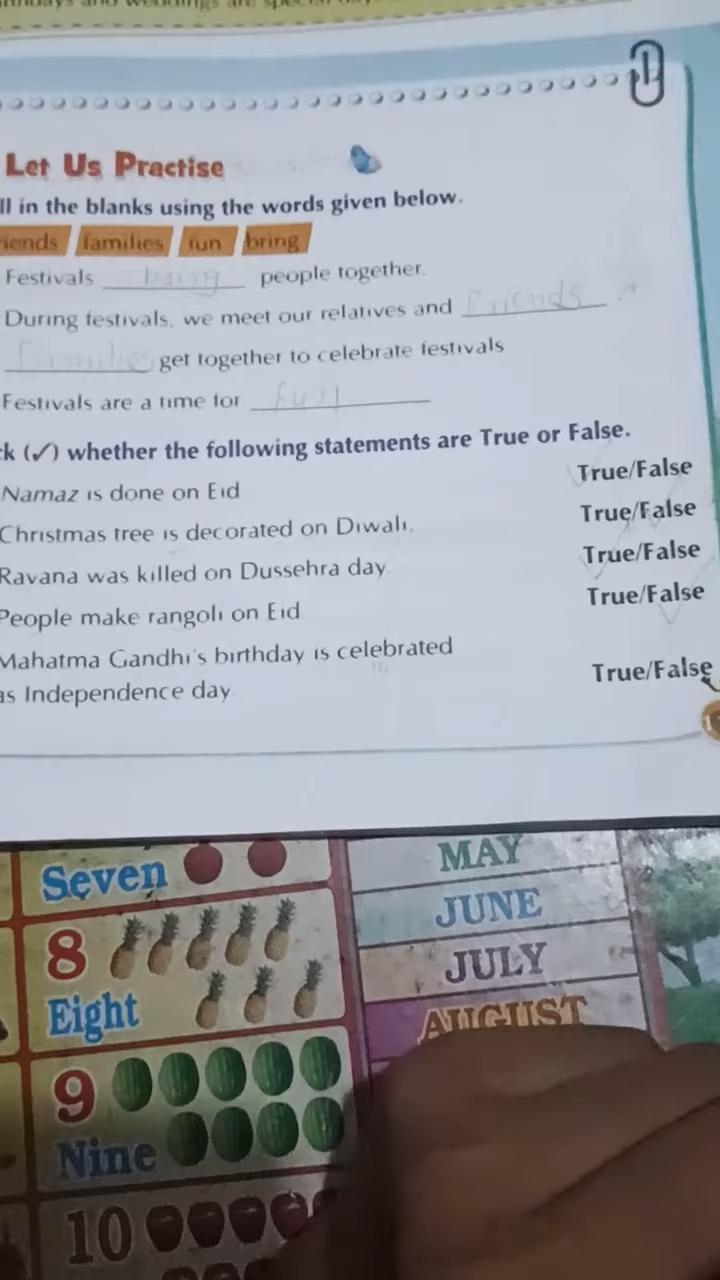 Let Us Practise
ll in the blanks using the words given below.
iends families fun bring
Festivals bring people together.
During festivals, we meet our relatives and friends.
families get together to celebrate festivals
Festivals are a time for fun
k (✓) whether the following statements are True or False.
Namaz is done on Eid True/False
Christmas tree is decorated on Diwali. True/False
Ravana was killed on Dussehra day. True/False
People make rangoli on Eid True/False
Mahatma Gandhi's birthday is celebrated
as Independence day True/False
Seven
MAY
JUNE
8
JULY
Eight
AUGUST
9
Nine
10